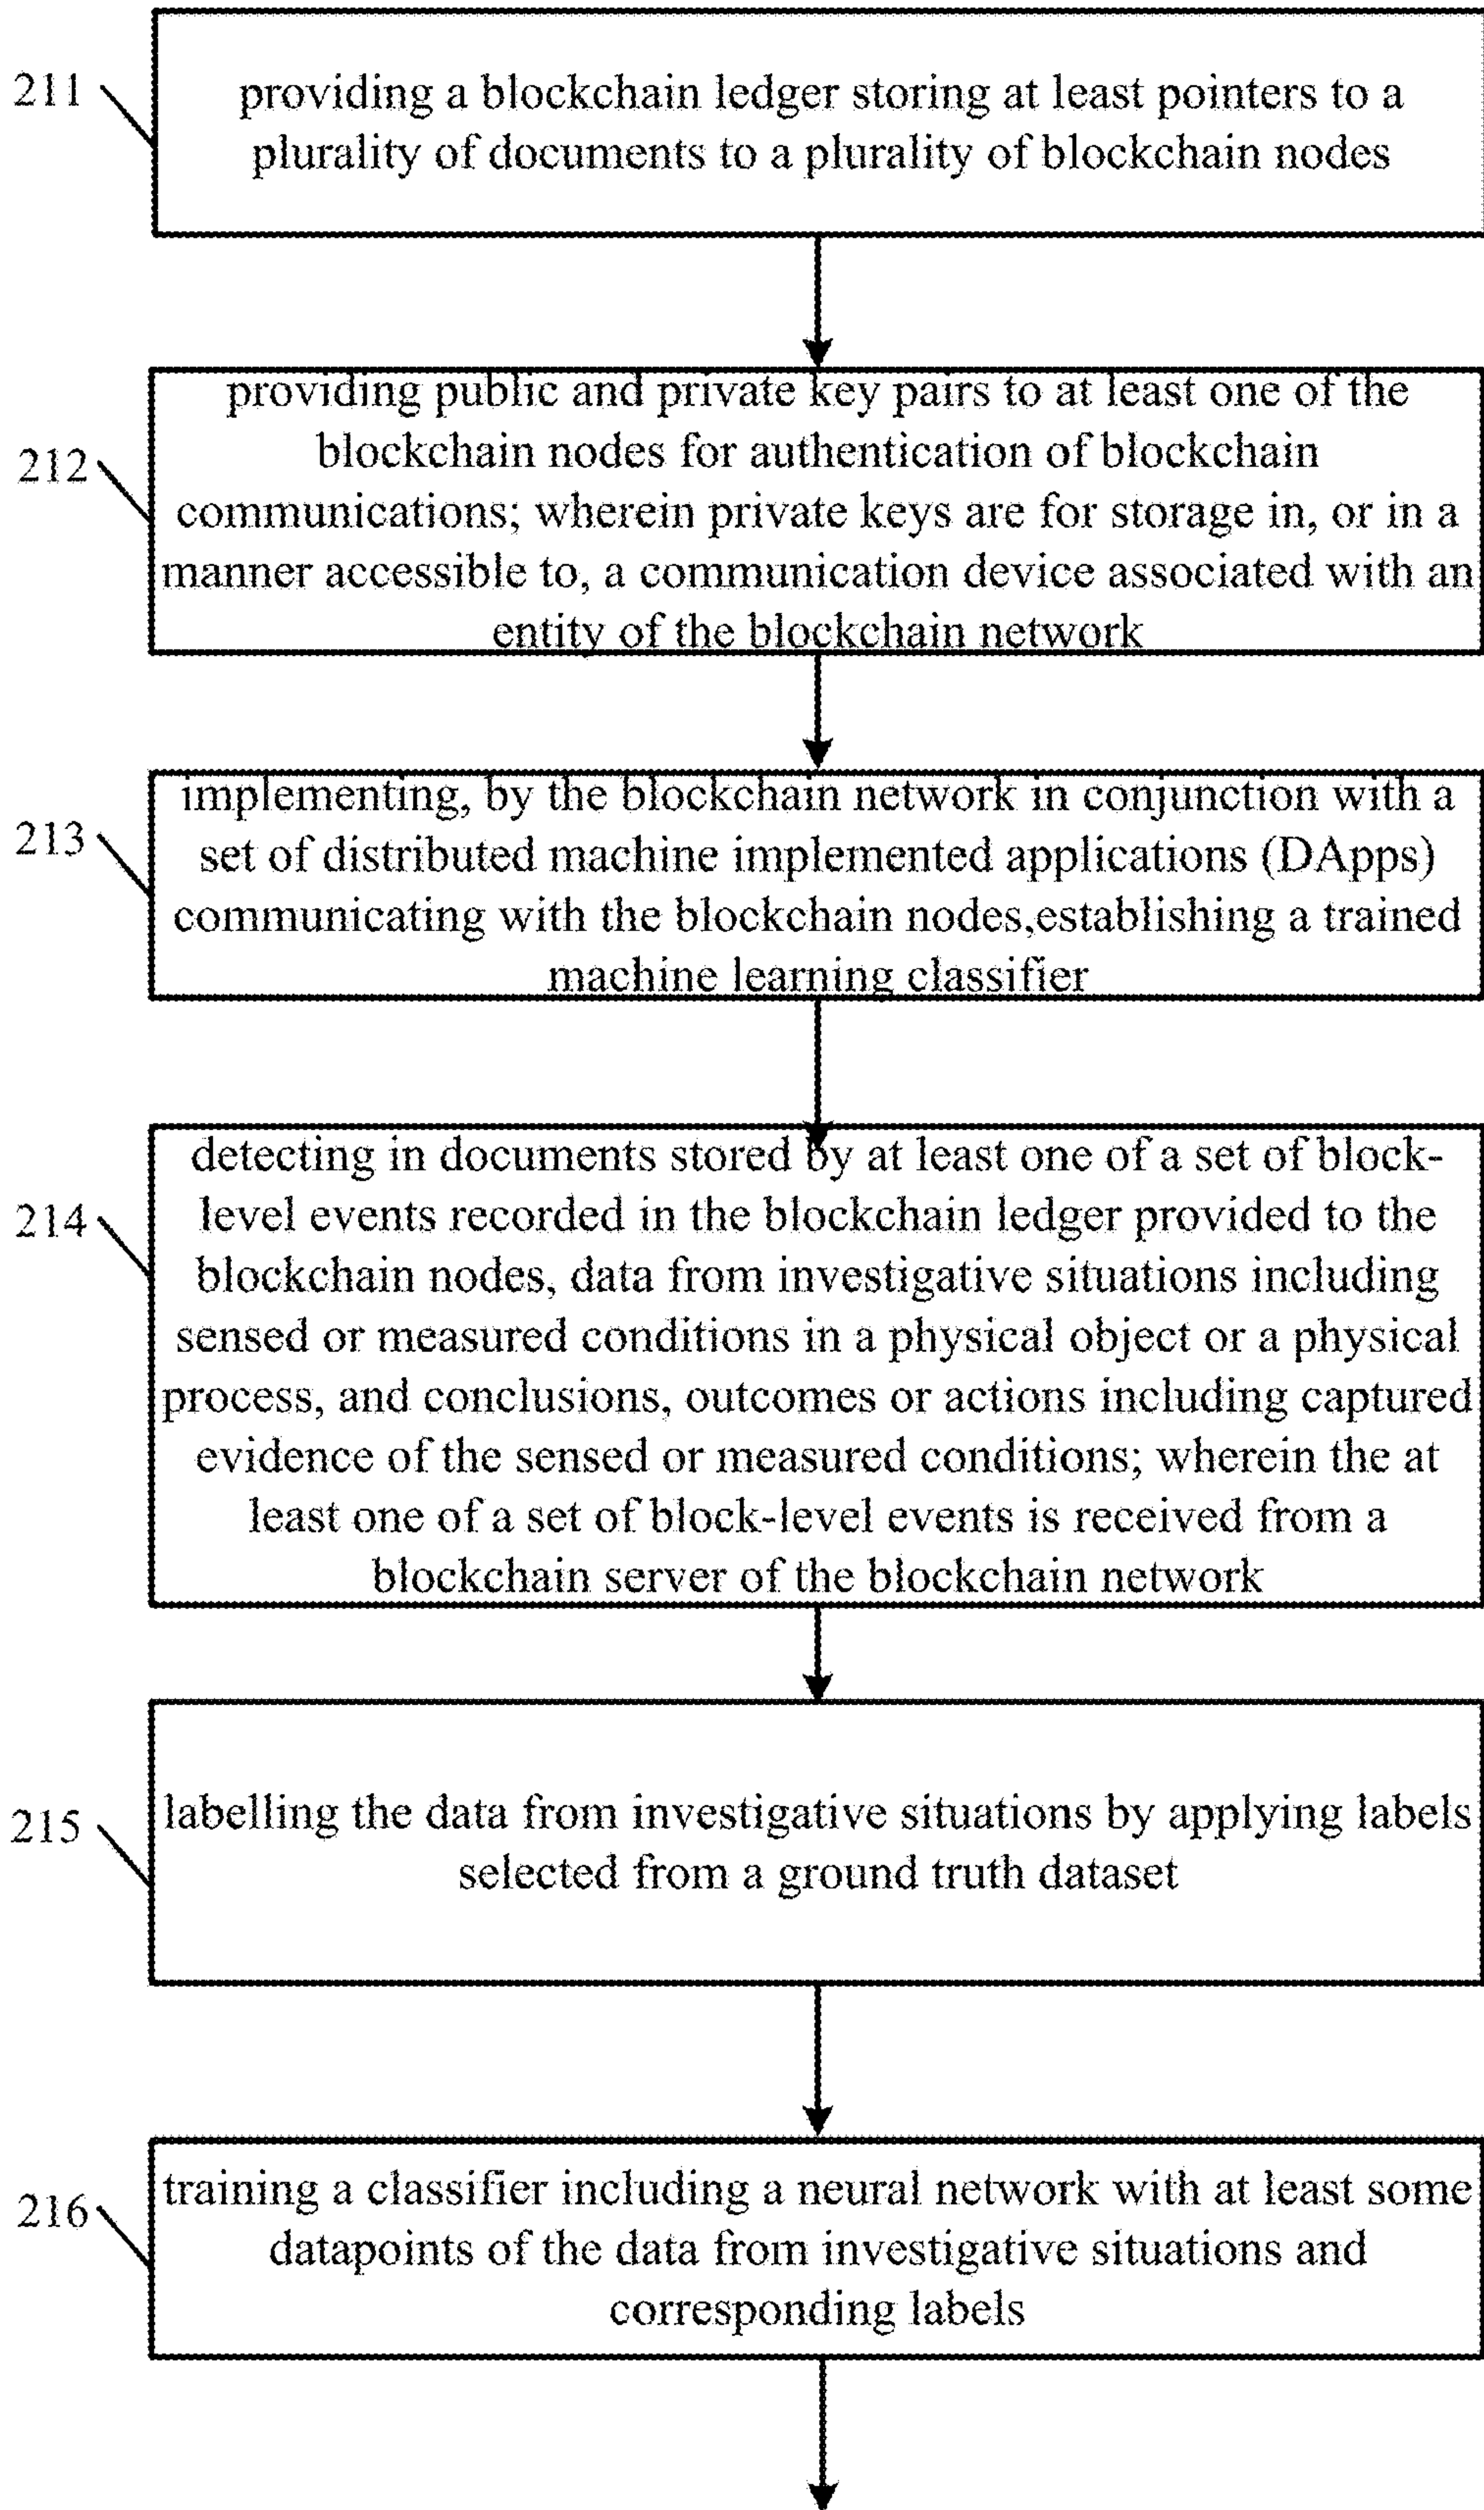 211
providing a blockchain ledger storing at least pointers to a
plurality of documents to a plurality of blockchain nodes
providing public and private key pairs to at least one of the
212
blockchain nodes for authentication of blockchain
communications; wherein private keys are for storage in, or in a
manner accessible to, a communication device associated with an
entity of the blockchain network
implementing, by the blockchain network in conjunction with a
213
set of distributed machine implemented applications (DApps)
communicating with the blockchain nodes,establishing a trained
machine learning classifier
detecting in documents stored by at least one of a set of block-
214
level events recorded in the blockchain ledger provided to the
blockchain nodes, data from investigative situations including
sensed or measured conditions in a physical object or a physical
process, and conclusions, outcomes or actions including captured
evidence of the sensed or measured conditions; wherein the at
least one of a set of block-level events is received from a
blockchain server of the blockchain network
215
labelling the data from investigative situations by applying labels
selected from a ground truth dataset
216
training a classifier including a neural network with at least some
datapoints of the data from investigative situations and
corresponding labels